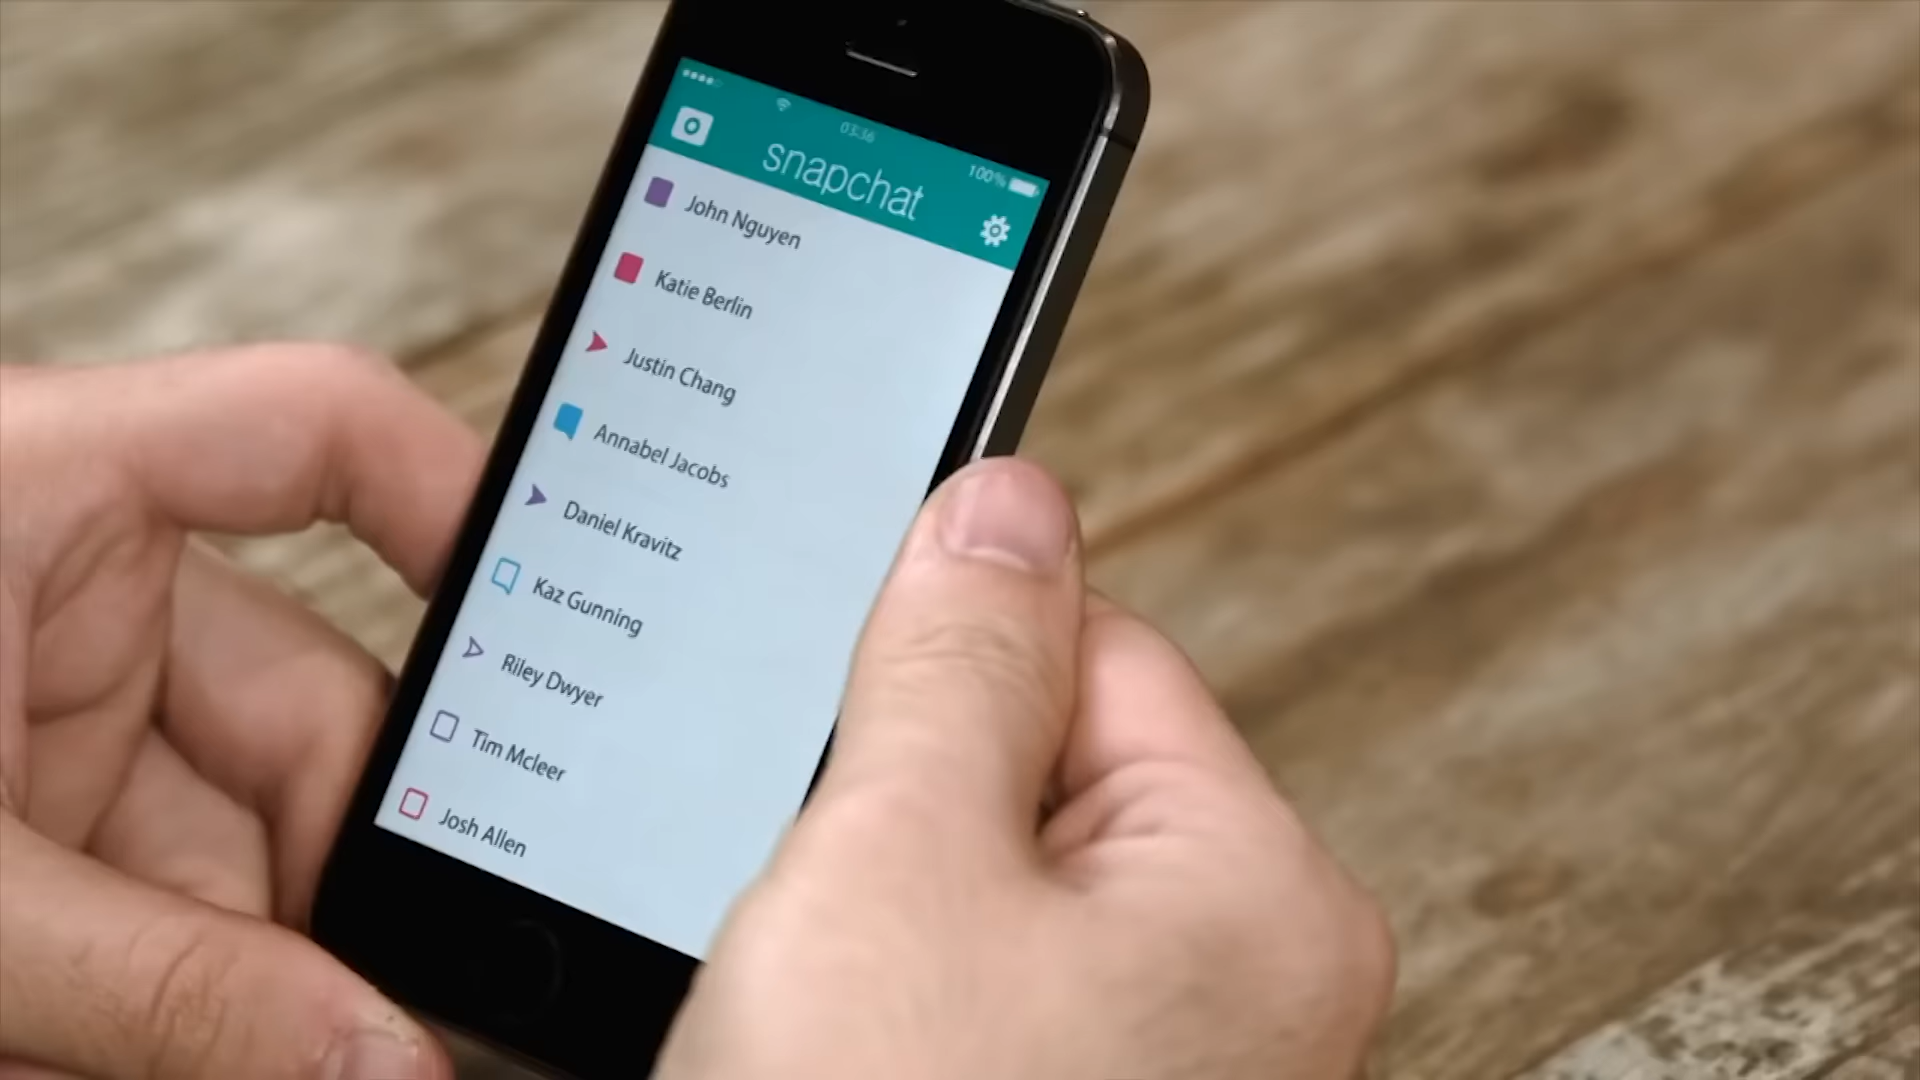 03:36
100%
snapchat
John Nguyen
Katie Berlin
Justin Chang
Annabel Jacobs
Daniel Kravitz
Kaz Gunning
Riley Dwyer
Tim Mcleer
Josh Allen